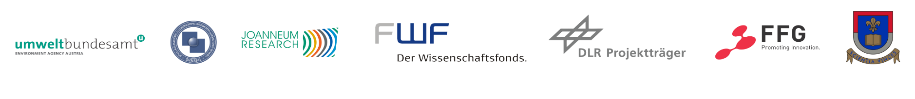 umweltbundesamt
ENVIRONMENT AGENCY AUSTRIA
JOANNEUM
RESEARCH
FWF
Der Wissenschaftsfonds.
DLR Projektträger
FFG
Promoting Innovation.